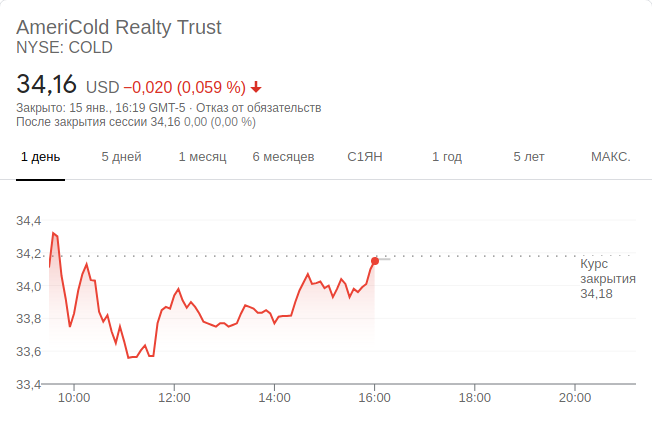 AmeriCold Realty Trust
NYSE: COLD
34,16 USD −0,020 (0,059 %)
Закрыто: 15 янв., 16:19 GMT-5 · Отказ от обязательств
После закрытия сессии 34,16 0,00 (0,00 %)
1 день 5 дней 1 месяц 6 месяцев С1ЯН 1 год 5 лет МАКС.
34,4
34,2
34,0
33,8
33,6
33,4
Курс
закрытия
34,18
10:00 12:00 14:00 16:00 18:00 20:00